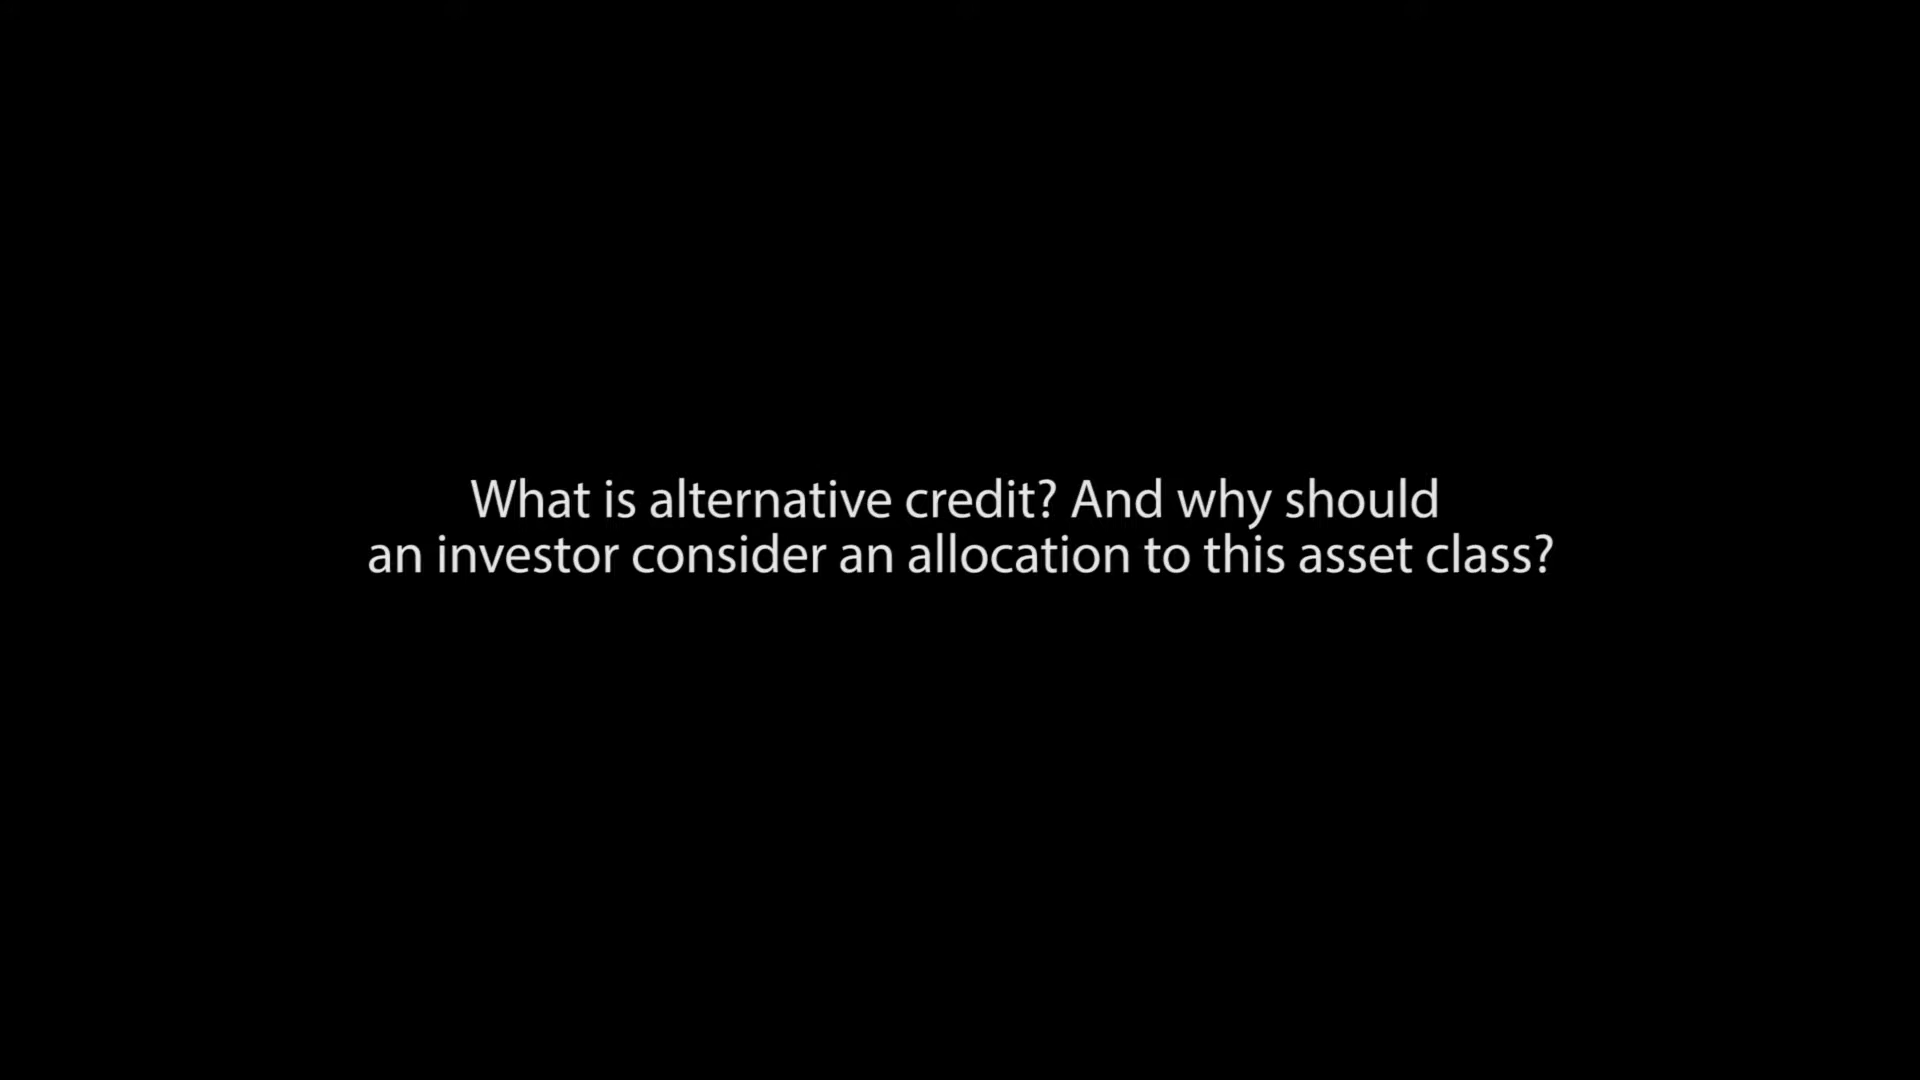 What is alternative credit? And why should
an investor consider an allocation to this asset class?